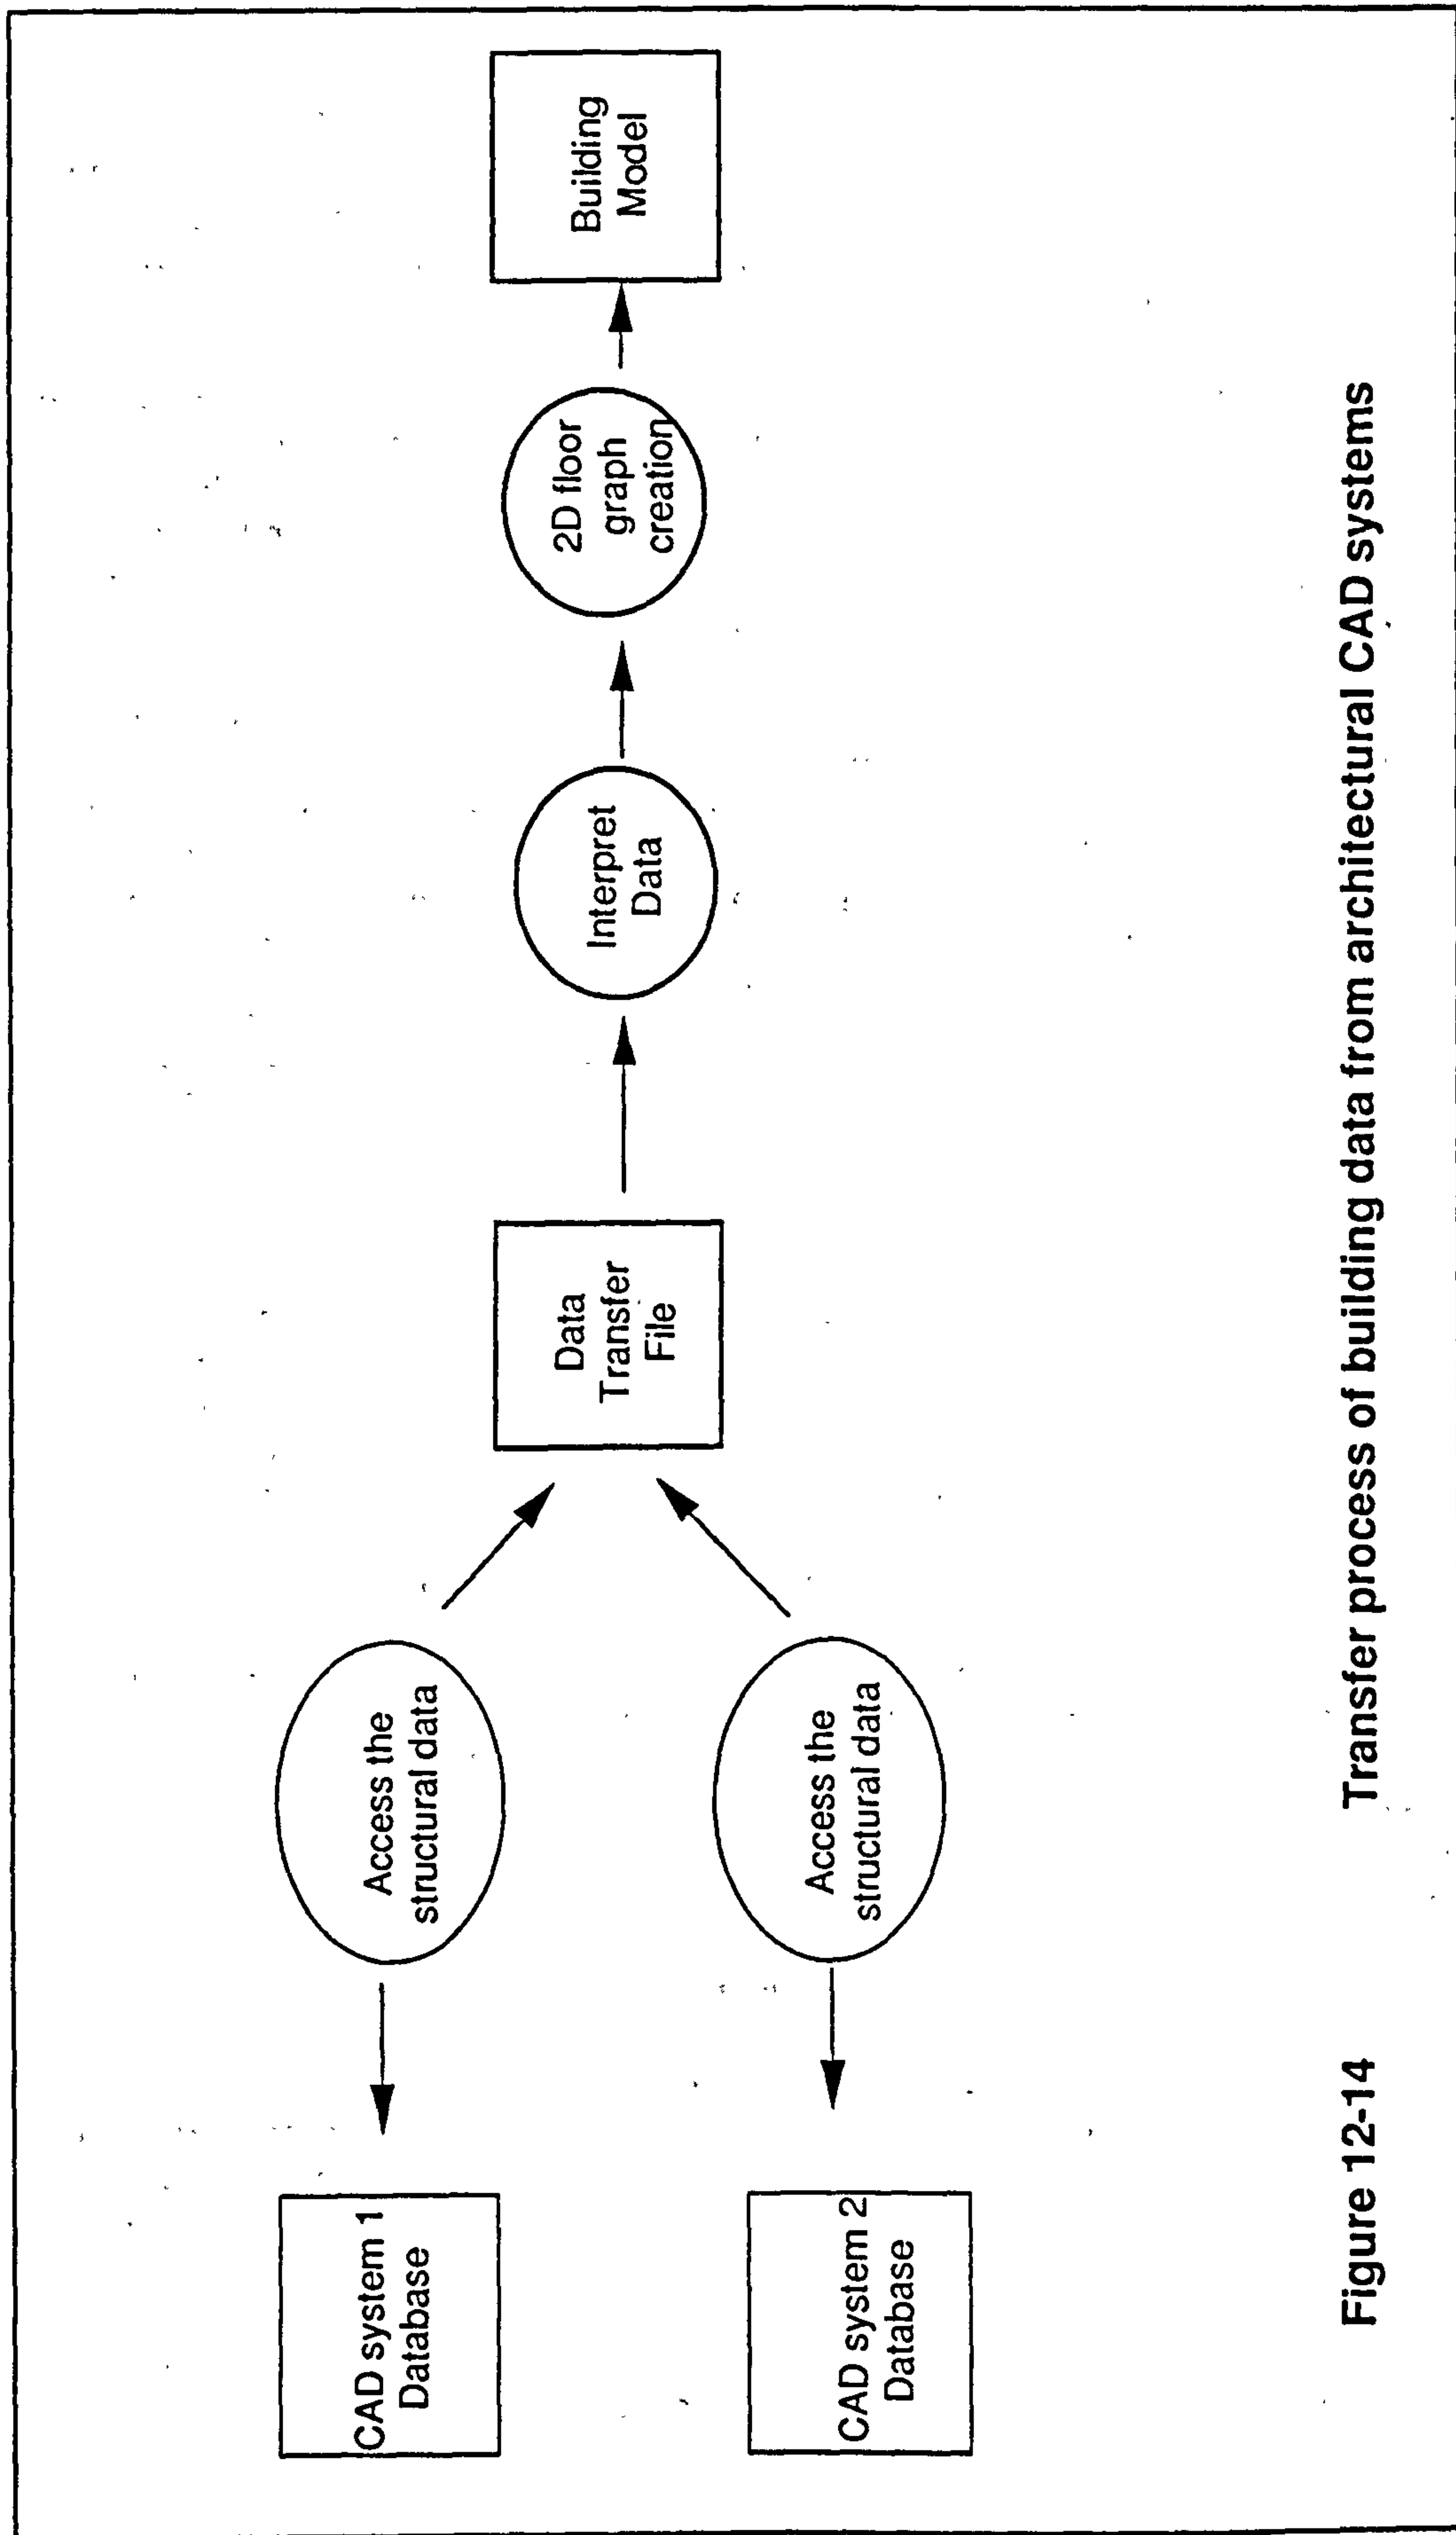 CAD system 1
Database
Access the
structural data
CAD system 2
Database
Access the
structural data
Data
Transfer
File
Interpret
Data
2D floor
graph
creation
Building
Model
Figure 12-14
Transfer process of building data from architectural CAD systems